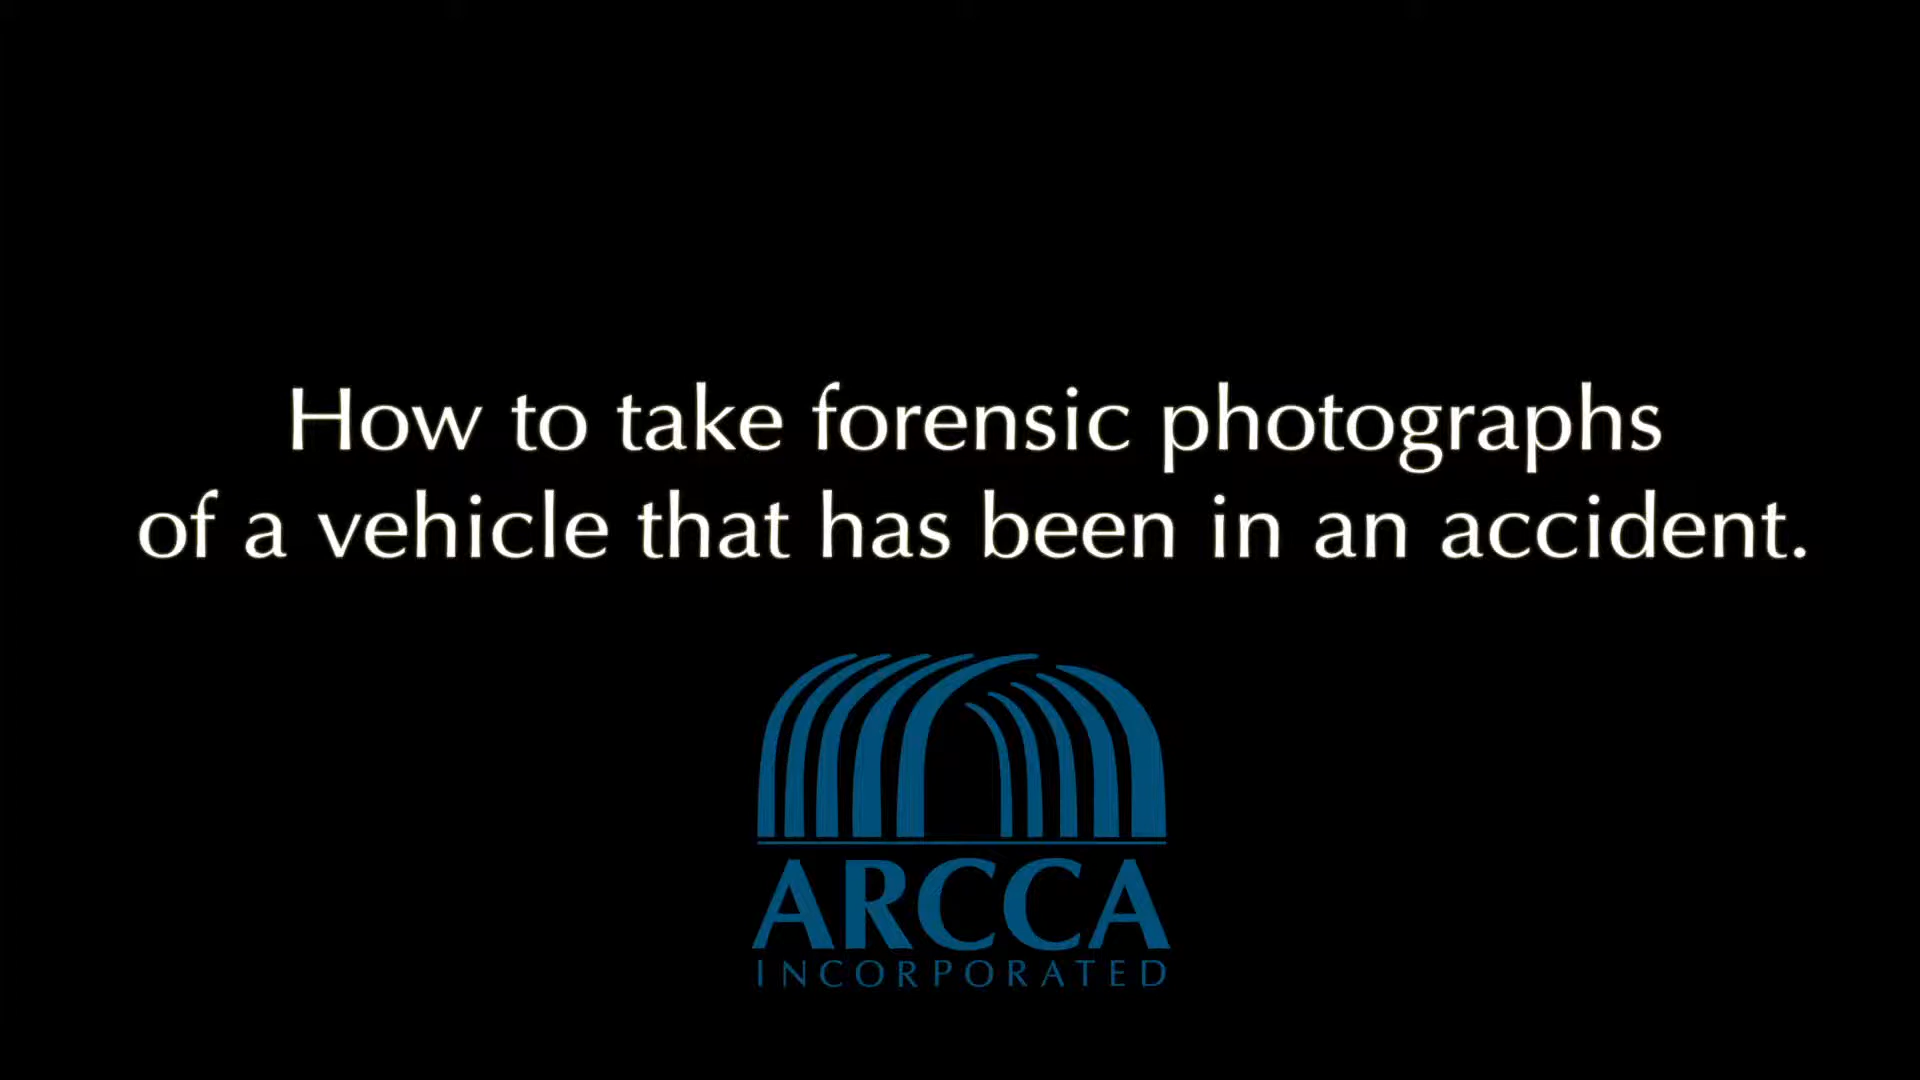 How to take forensic photographs
of a vehicle that has been in an accident.
ARCCA
INCORPORATED